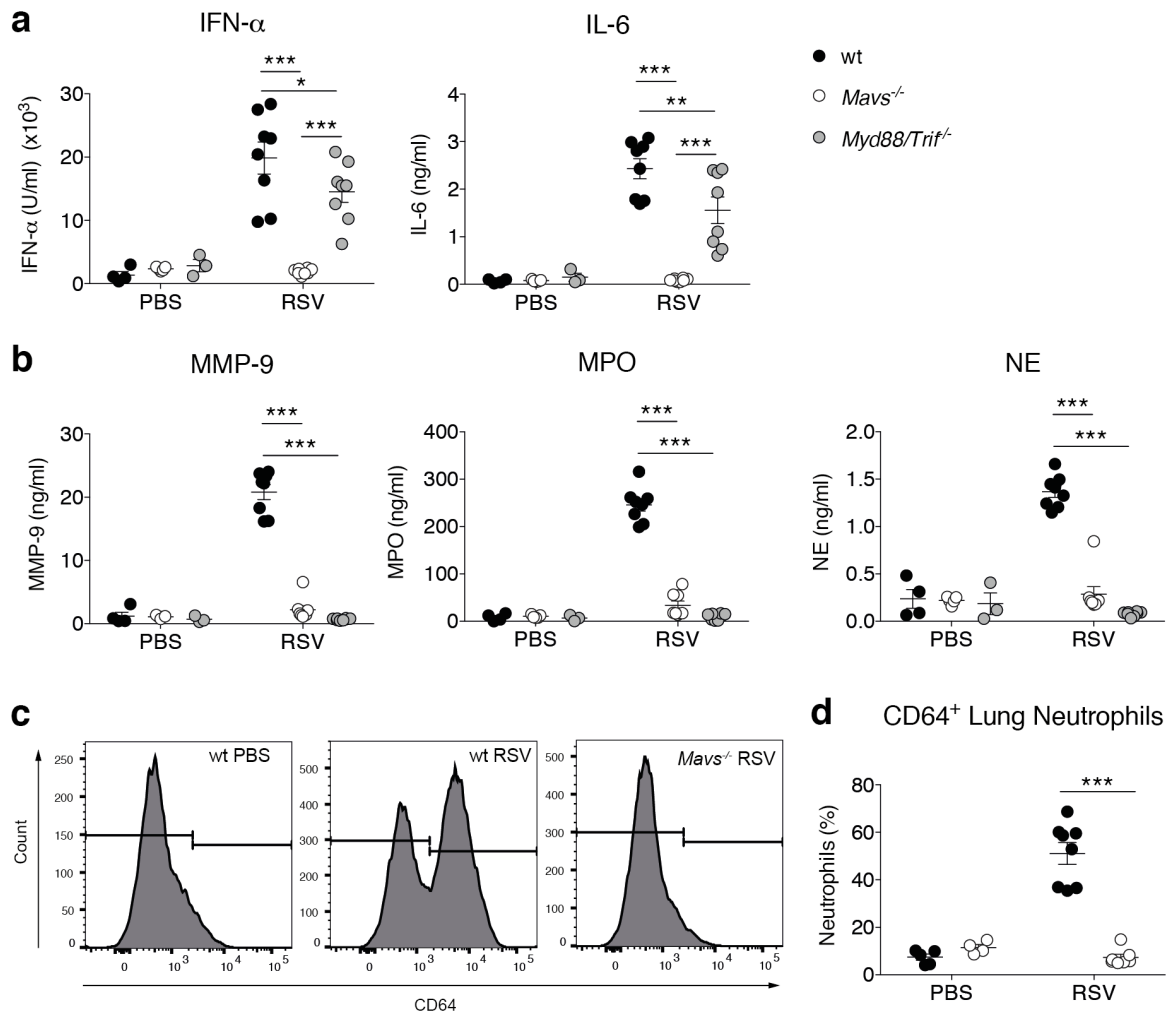 a
IFN-α
IL-6
wt
Mavs-/-
Myd88/Trif-/-
***
*
***
IFN-α (U/ml) (x10³)
30
20
10
0
PBS
RSV
***
**
***
IL-6 (ng/ml)
4
3
2
1
0
PBS
RSV
b
MMP-9
MPO
NE
***
***
MMP-9 (ng/ml)
30
20
10
0
PBS
RSV
***
***
MPO (ng/ml)
400
300
200
100
0
PBS
RSV
***
***
NE (ng/ml)
2.0
1.5
1.0
0.5
0.0
PBS
RSV
c
Count
wt PBS
250
200
150
100
50
0
0 10³ 10⁴ 10⁵
wt RSV
500
400
300
200
100
0
0 10³ 10⁴ 10⁵
Mavs-/- RSV
500
400
300
200
100
0
0 10³ 10⁴ 10⁵
CD64
d
CD64⁺ Lung Neutrophils
***
Neutrophils (%)
80
60
40
20
0
PBS
RSV